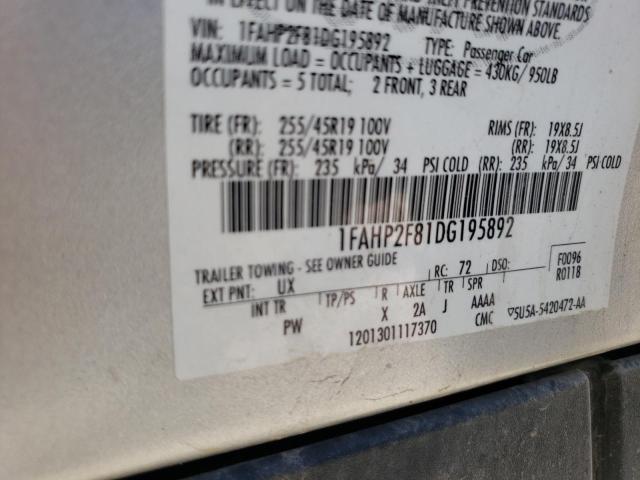 IN EFFECT ON THE DATE OF
THEFT PREVENTION STANDARDS
MANUFACTURE SHOWN ABOVE.
VIN: 1FAHP2F81DG195892 TYPE: Passenger Car
MAXIMUM LOAD = OCCUPANTS + LUGGAGE = 430KG/950LB
OCCUPANTS = 5 TOTAL; 2 FRONT, 3 REAR
TIRE (FR): 255/45R19 100V RIMS (FR): 19X8.5J
(RR): 255/45R19 100V (RR): 19X8.5J
PRESSURE (FR): 235 kPa/ 34 PSI COLD (RR): 235 kPa/34 PSI COLD
1FAHP2F81DG195892
TRAILER TOWING - SEE OWNER GUIDE RC: 72 DSO: F0096
EXT PNT: UX R0118
INT TR TP/PS R AXLE TR SPR
PW X 2A J AAAA
1201301117370 CMC ▽5U5A-5420472-AA